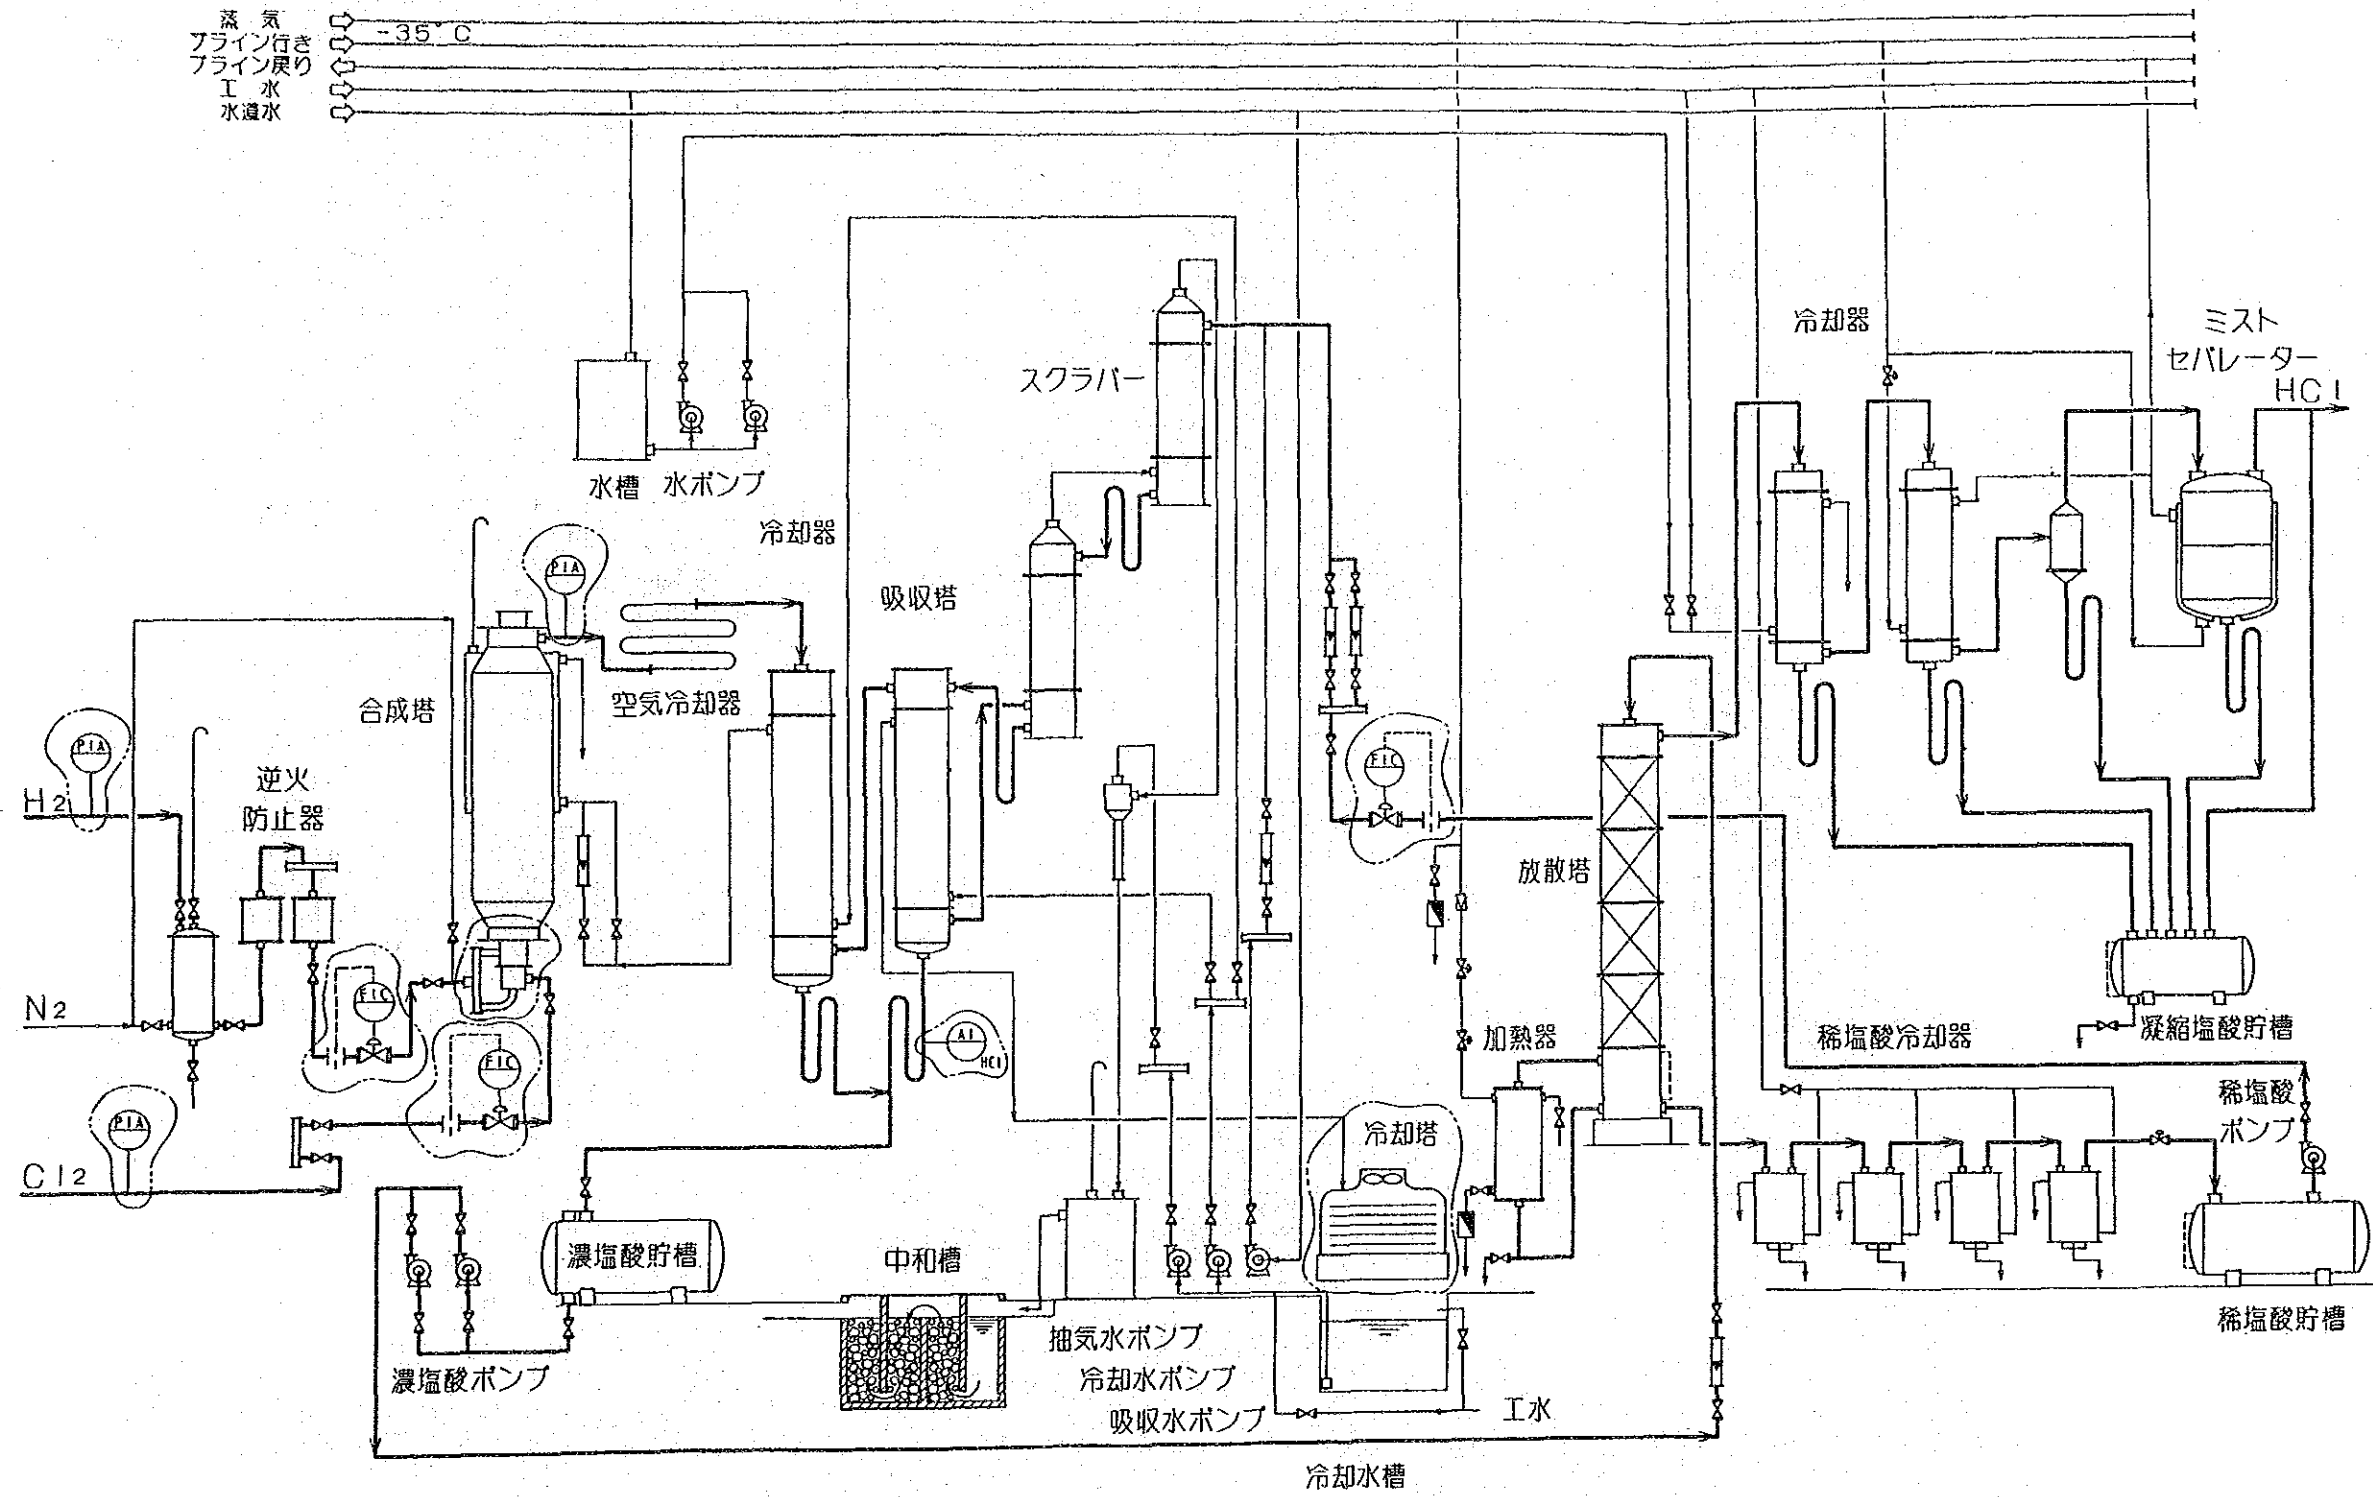 蒸 気
ブライン行き
-35°C
ブライン戻り
工 水
水道水
冷却器
ミスト
セパレーター
HCl
スクラバー
水槽
水ポンプ
冷却器
PIA
吸収塔
合成塔
空気冷却器
PIA
H2
逆火
防止器
FIC
放散塔
N2
FIC
FIC
AI
HCl
加熱器
稀塩酸冷却器
凝縮塩酸貯槽
稀塩酸
ポンプ
PIA
Cl2
冷却塔
濃塩酸貯槽
中和槽
稀塩酸貯槽
抽気水ポンプ
冷却水ポンプ
吸収水ポンプ
濃塩酸ポンプ
工水
冷却水槽